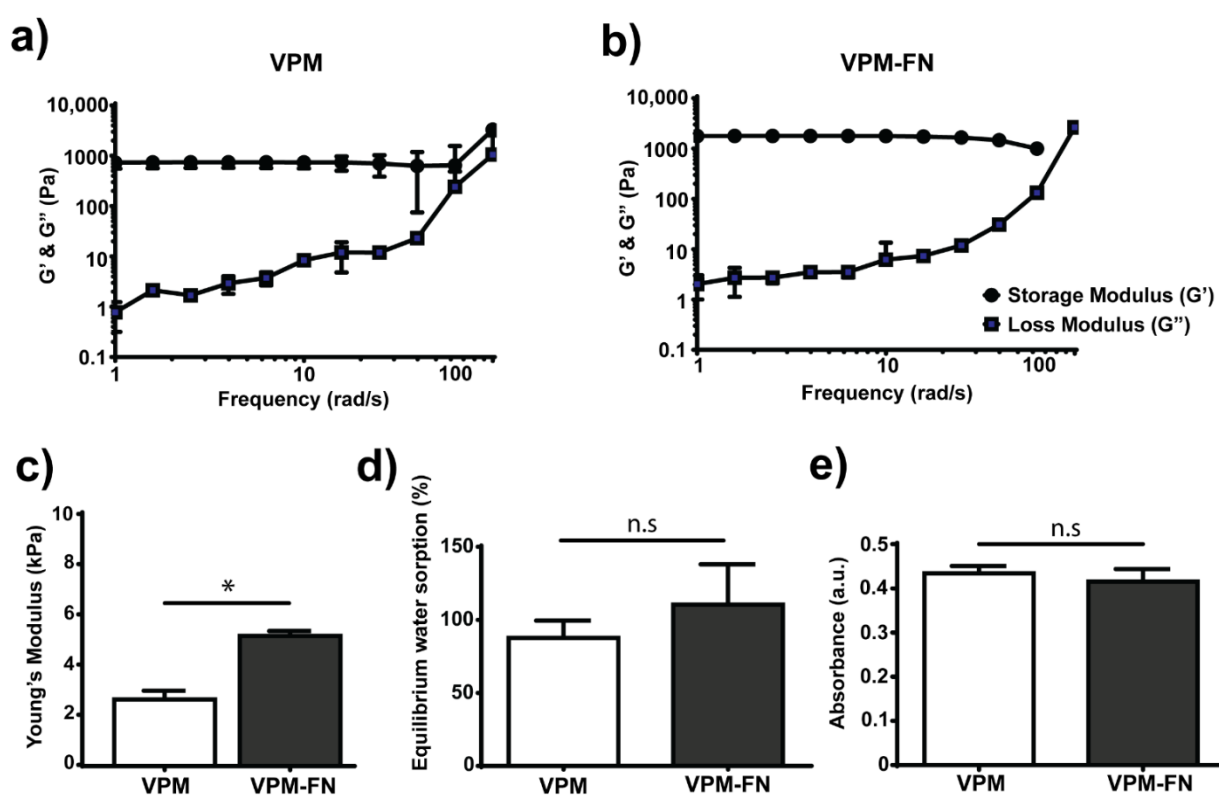 a)
VPM
G' & G” (Pa)
10,000
1000
100
10
1
0.1
1
10
100
Frequency (rad/s)
b)
VPM-FN
G' & G” (Pa)
10,000
1000
100
10
1
0.1
1
10
100
Frequency (rad/s)
Storage Modulus (G')
Loss Modulus (G”)
c)
Young's Modulus (kPa)
10
8
6
4
2
0
*
VPM
VPM-FN
d)
Equilibrium water sorption (%)
150
100
50
0
n.s
VPM
VPM-FN
e)
Absorbance (a.u.)
0.5
0.4
0.3
0.2
0.1
0
n.s
VPM
VPM-FN